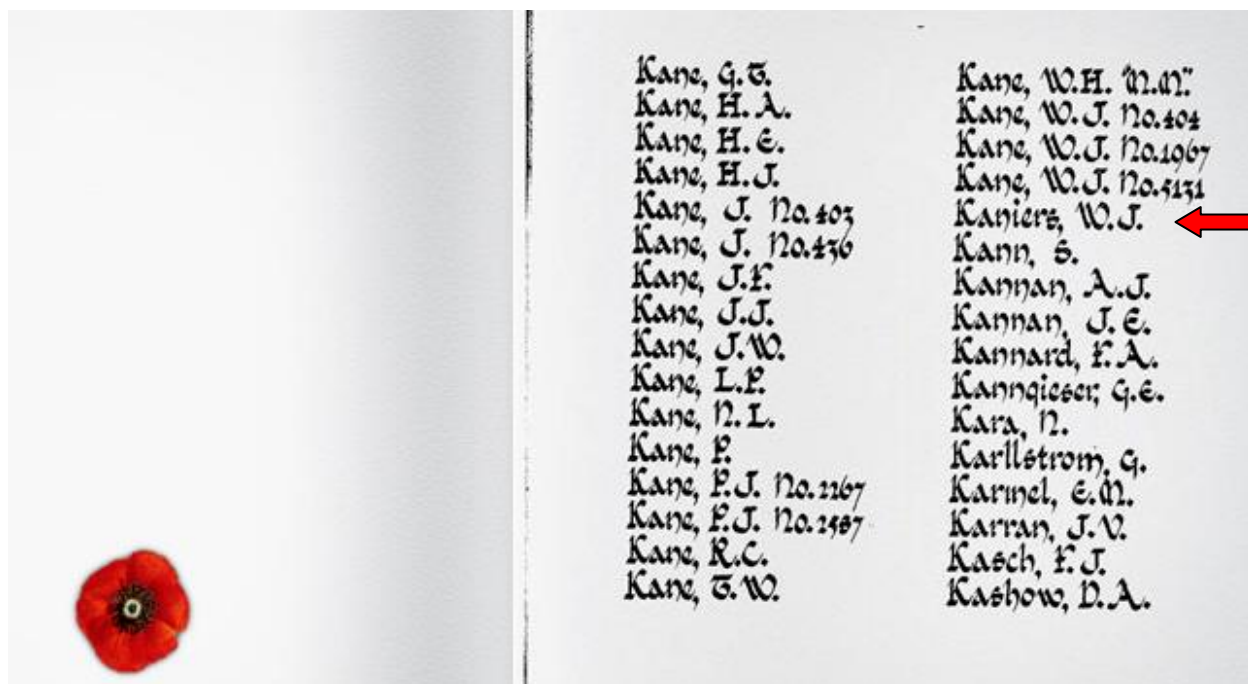 Kane, G.T.
Kane, H.A.
Kane, H.E.
Kane, H.J.
Kane, J. No.403
Kane, J. No.436
Kane, J.F.
Kane, J.J.
Kane, J.W.
Kane, L.P.
Kane, N.L.
Kane, P.
Kane, P.J. No.2267
Kane, P.J. No.2587
Kane, R.C.
Kane, T.W.
Kane, W.H. "M.M."
Kane, W.J. No.404
Kane, W.J. No.1967
Kane, W.J. No.5131
Kaniers, W.J.
Kann, S.
Kannan, A.J.
Kannan, J.E.
Kannard, F.A.
Kanngieser, G.E.
Kara, N.
Karllstrom, G.
Karmel, E.M.
Karran, J.V.
Kasch, F.J.
Kashow, D.A.